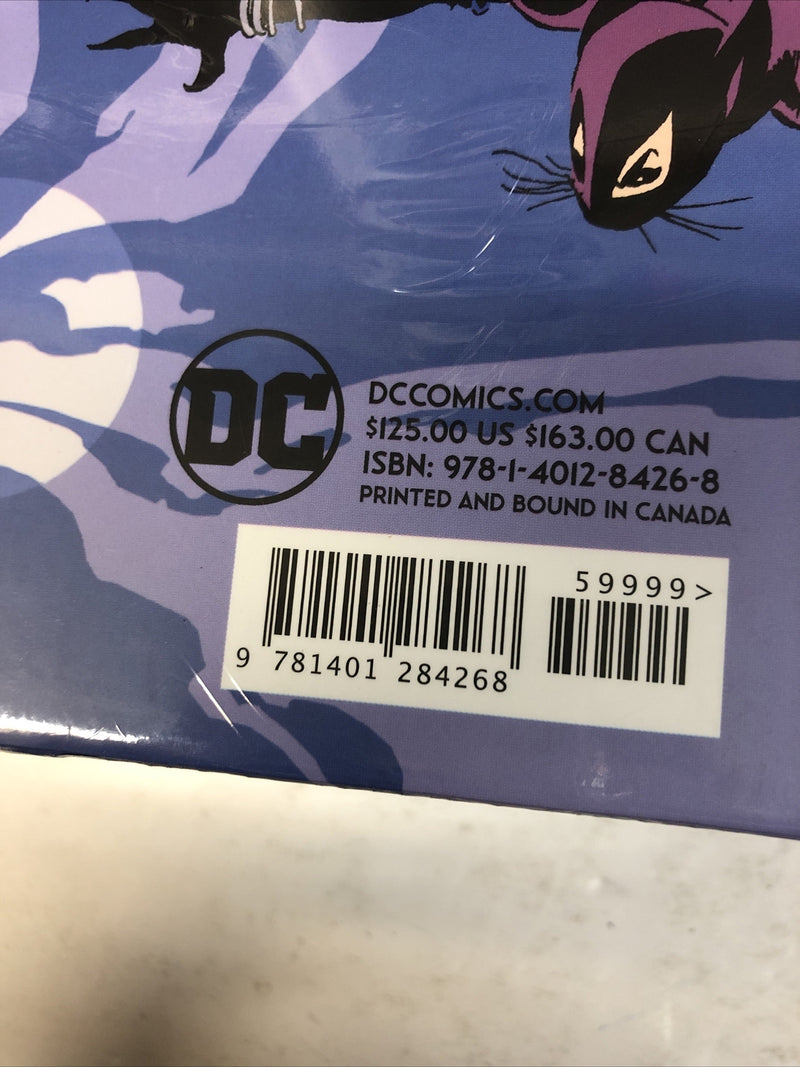 DC
DCCOMICS.COM
$125.00 US $163.00 CAN
ISBN: 978-1-4012-8426-8
PRINTED AND BOUND IN CANADA
59999>
9 781401 284268